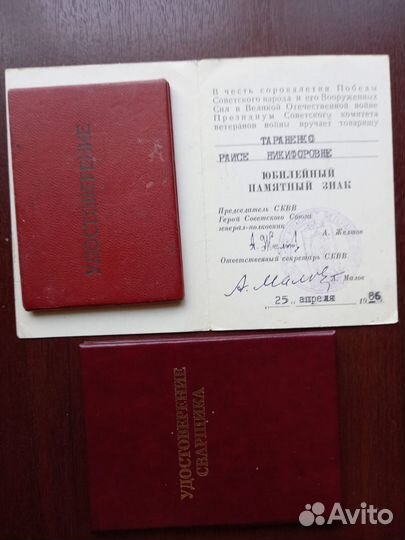 УДОСТОВЕРЕНИЕ
В честь сорокалетия Победы
Советского народа и его Вооруженных
Сил в Великой Отечественной войне
Президиум Советского комитета
ветеранов войны вручает товарищу
ТАРАНЕНКО
РАИСЕ НИКИФОРОВНЕ
ЮБИЛЕЙНЫЙ
ПАМЯТНЫЙ ЗНАК
Председатель СКВВ
Герой Советского Союза
генерал-полковник А. Желтов
Ответственный секретарь СКВВ
А. Малов
25 апреля 1986
УДОСТОВЕРЕНИЕ
СВАРЩИКА
Avito